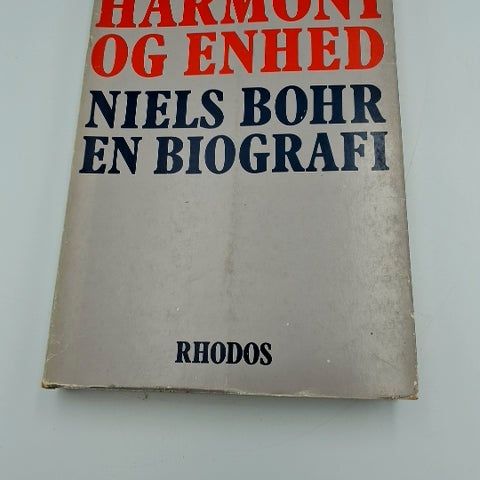 HARMONI
OG ENHED
NIELS BOHR
EN BIOGRAFI
RHODOS